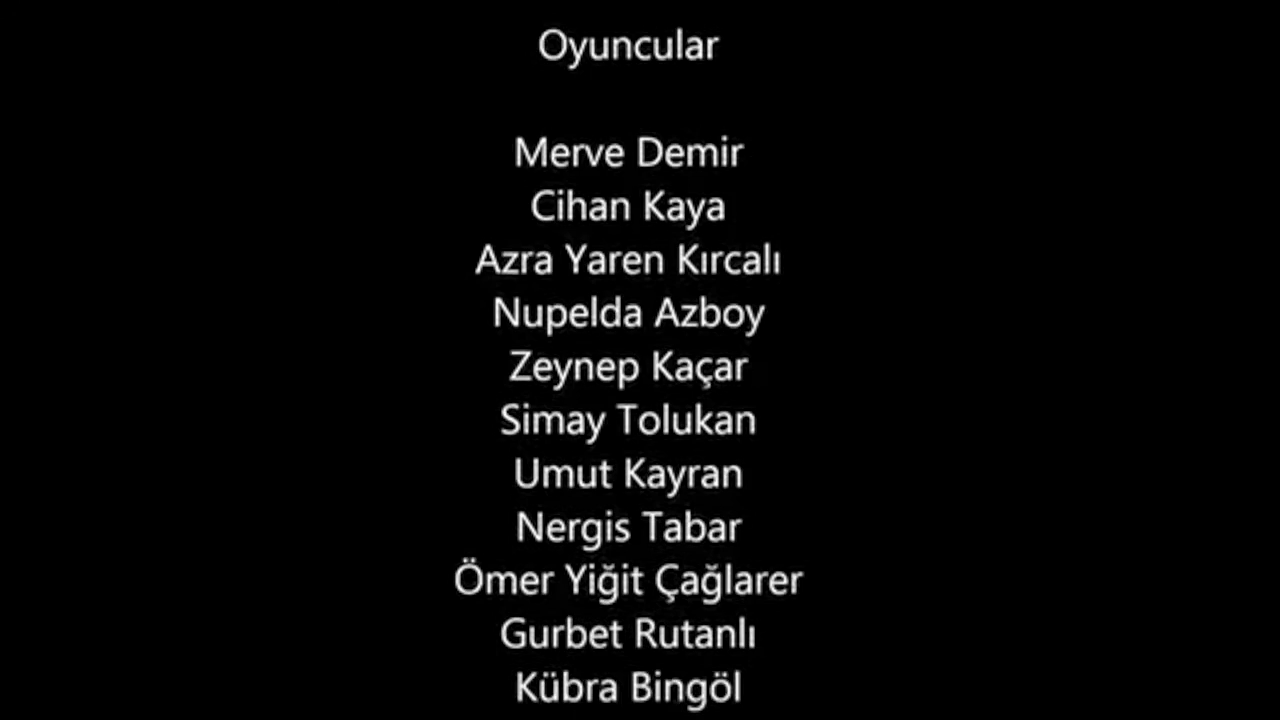 Oyuncular
Merve Demir
Cihan Kaya
Azra Yaren Kırcalı
Nupelda Azboy
Zeynep Kaçar
Simay Tolukan
Umut Kayran
Nergis Tabar
Ömer Yiğit Çağlarer
Gurbet Rutanlı
Kübra Bingöl